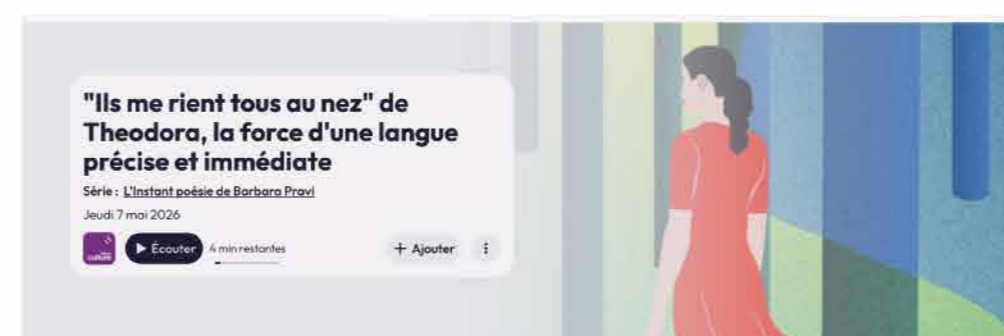 "Ils me rient tous au nez" de
Theodora, la force d'une langue
précise et immédiate
Série : L'Instant poésie de Barbara Pravi
Jeudi 7 mai 2026
culture
Écouter
4 min restantes
+ Ajouter